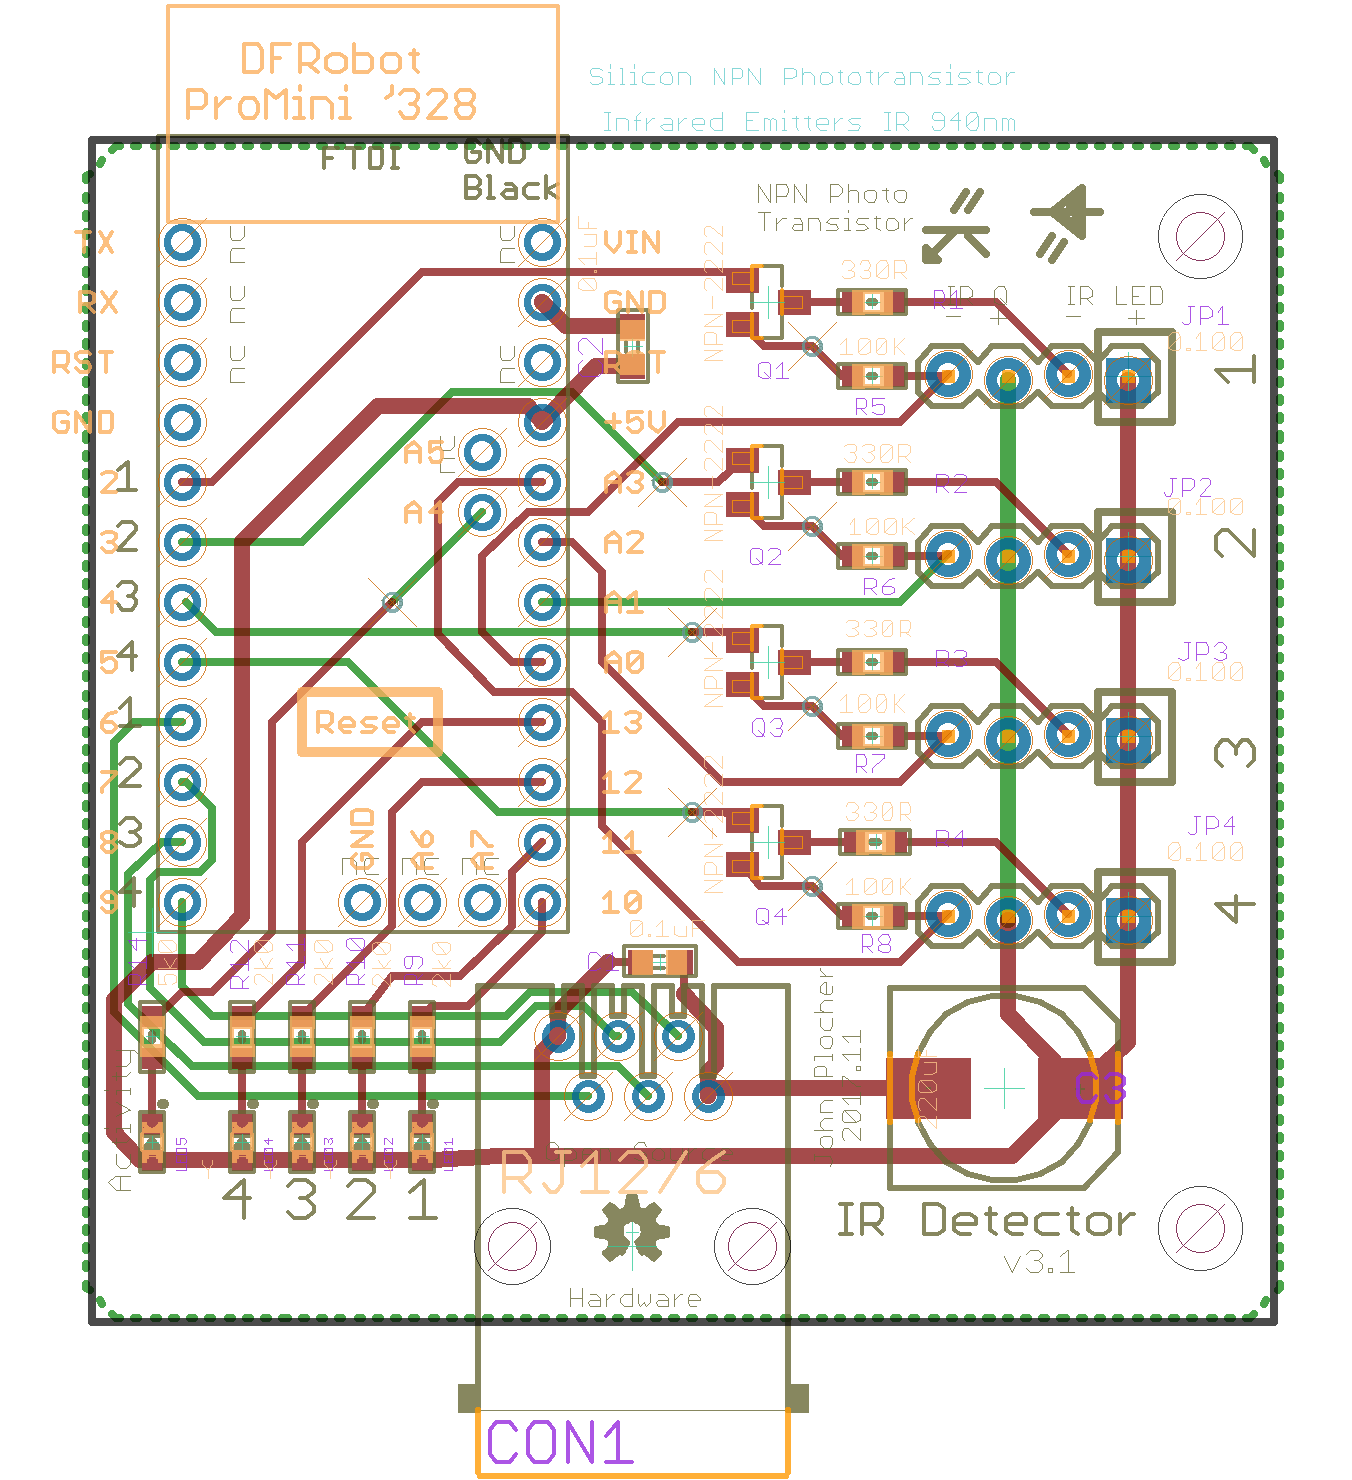 DFRobot
ProMini '328
Silicon NPN Phototransistor
Infrared Emitters IR 940nm
FTDI
GND
Black
NPN Photo
Transistor
TX
RX
RST
GND
2
3
4
5
6
7
8
9
1
2
3
4
1
2
3
4
NC
NC
NC
NC
NC
NC
VIN
GND
RST
+5V
A3
A2
A1
A0
13
12
11
10
A5
A4
NC
Reset
GND
A6
A7
NC
NC
NC
0.1uF
C2
NPN-2222
Q1
330R
R1
100K
R5
IR Q
- +
IR LED
- +
JP1
0.100
1
NPN-2222
Q2
330R
R2
100K
R6
JP2
0.100
2
NPN-2222
Q3
330R
R3
100K
R7
JP3
0.100
3
NPN-2222
Q4
330R
R4
100K
R8
JP4
0.100
4
R14
5k0
R12
2k0
R11
2k0
R10
2k0
R9
2k0
C1
0.1uF
Activity
LED5
LED4
LED3
LED2
LED1
4 3 2 1
RJ12/6
John Plocher
2017.11
220uF
C3
IR Detector
v3.1
Hardware
CON1